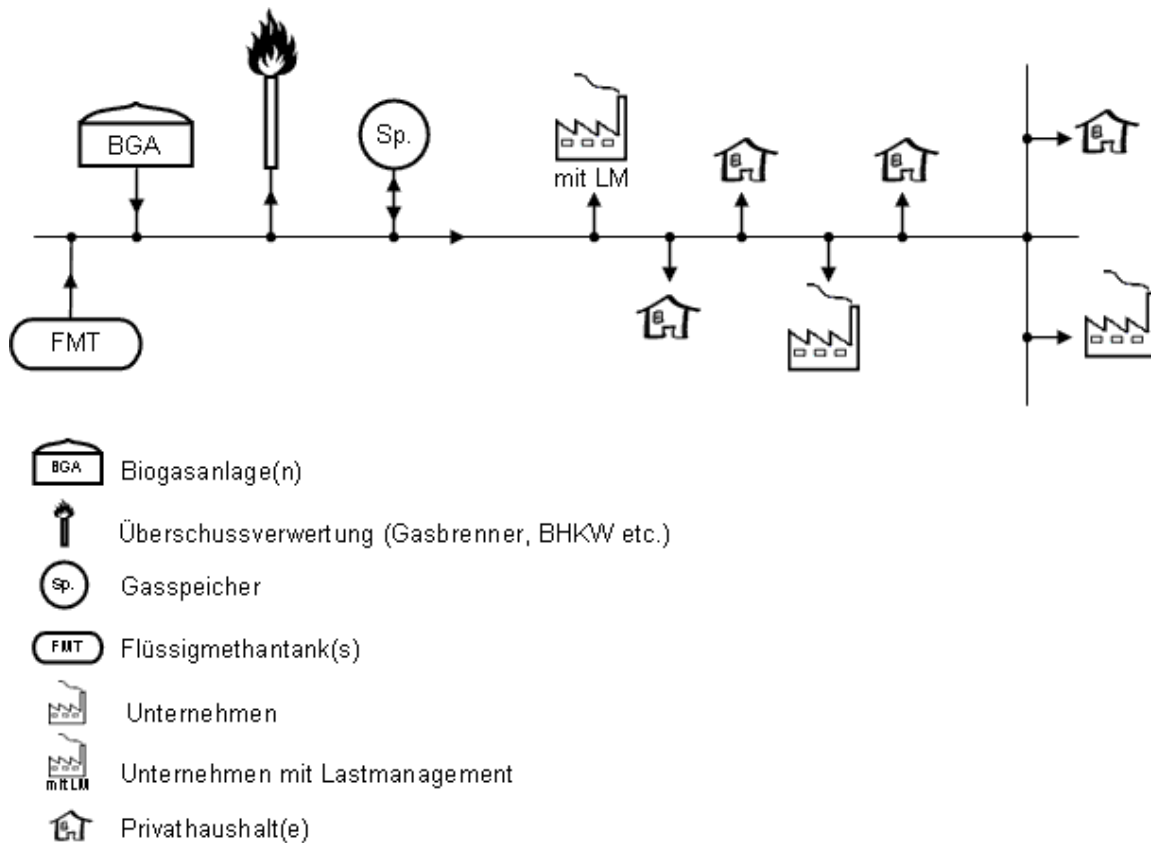 BGA
Sp.
mit LM
FMT
BGA Biogasanlage(n)
Überschussverwertung (Gasbrenner, BHKW etc.)
Sp. Gasspeicher
FMT Flüssigmethantank(s)
Unternehmen
mit LM Unternehmen mit Lastmanagement
Privathaushalt(e)